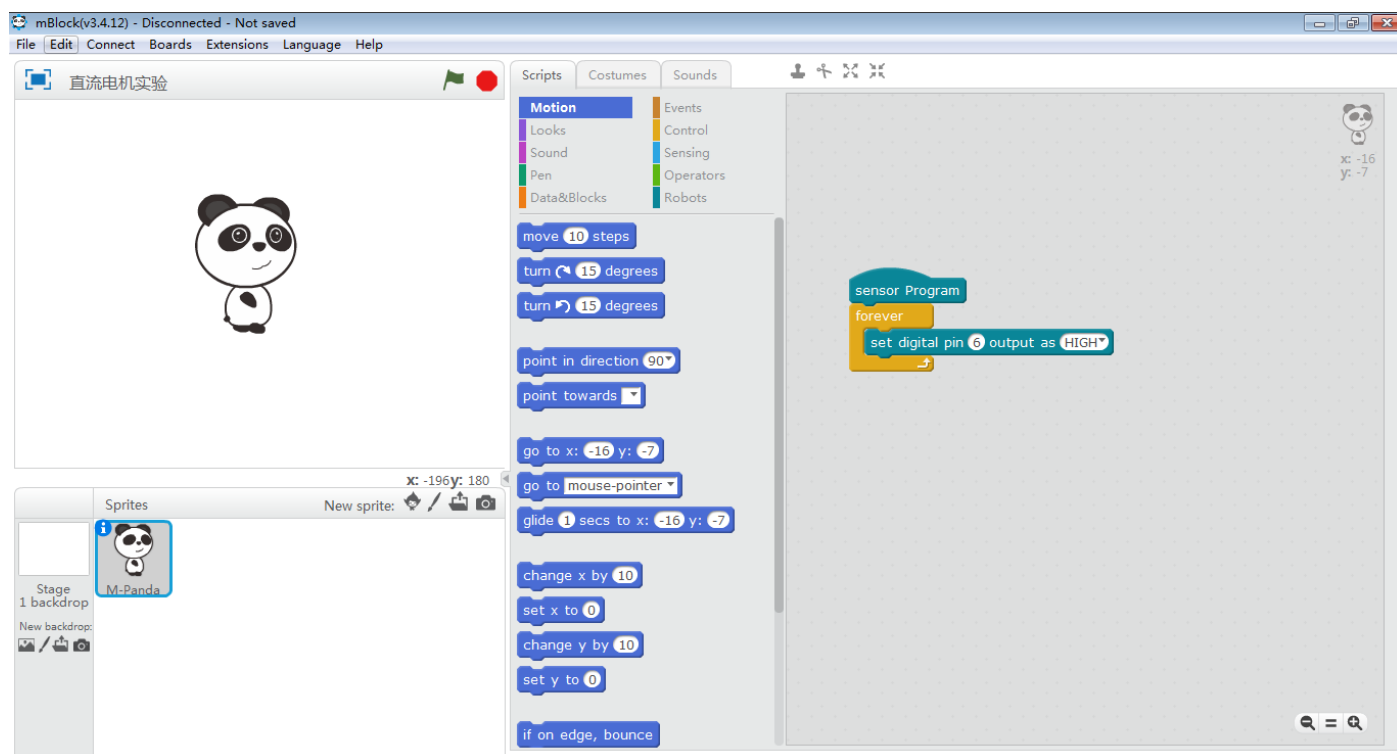 mBlock(v3.4.12) - Disconnected - Not saved
File Edit Connect Boards Extensions Language Help
直流电机实验
Scripts Costumes Sounds
Motion Events
Looks Control
Sound Sensing
Pen Operators
Data&Blocks Robots
move 10 steps
turn 15 degrees
turn 15 degrees
point in direction 90
point towards
go to x: -16 y: -7
go to mouse-pointer
glide 1 secs to x: -16 y: -7
change x by 10
set x to 0
change y by 10
set y to 0
if on edge, bounce
x: -16
y: -7
sensor Program
forever
set digital pin 6 output as HIGH
x: -196 y: 180
Sprites New sprite:
Stage
1 backdrop
New backdrop:
M-Panda